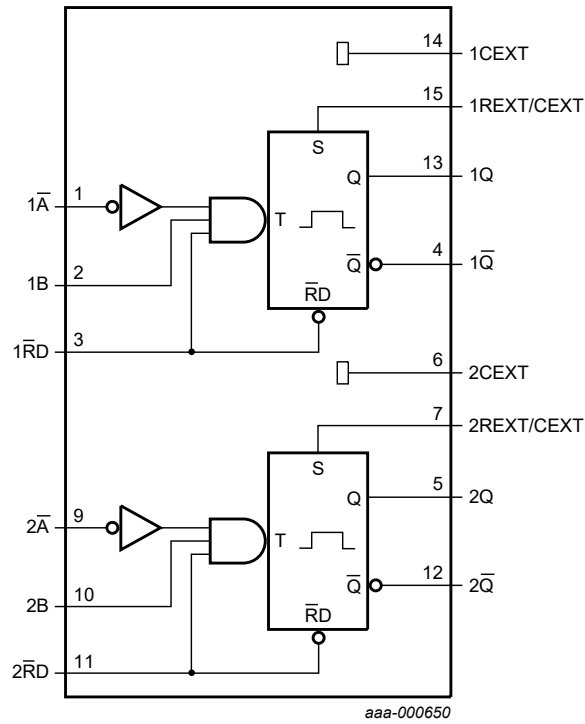 14
1CEXT
15
1REXT/CEXT
S
Q
13
1Q
1A̅
1
T
Q̅
4
1Q̅
1B
2
R̅D
1R̅D
3
6
2CEXT
7
2REXT/CEXT
S
Q
5
2Q
2A̅
9
T
Q̅
12
2Q̅
2B
10
R̅D
2R̅D
11
aaa-000650